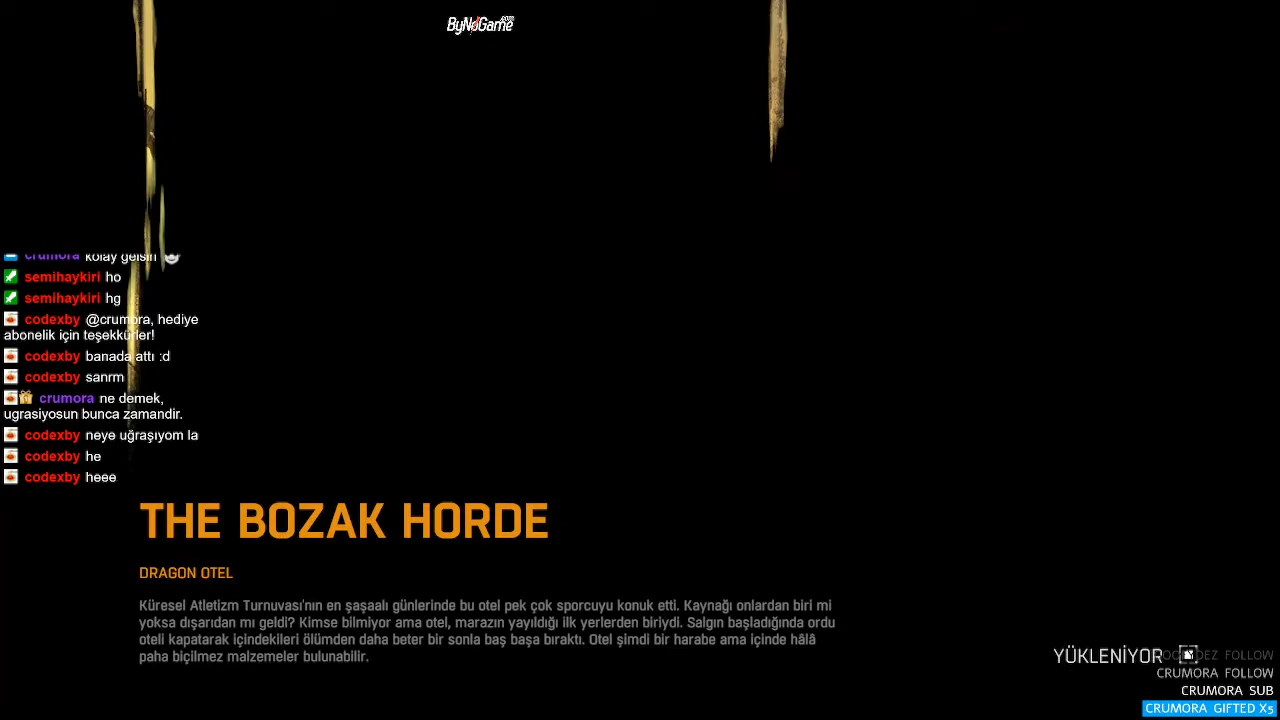 ByNoGame.com
crumora kolay gelsin
semihaykiri ho
semihaykiri hg
codexby @crumora, hediye
abonelik için teşekkürler!
codexby banada attı :d
codexby sanrm
crumora ne demek,
ugrasiyosun bunca zamandir.
codexby neye uğraşıyom la
codexby he
codexby heee
THE BOZAK HORDE
DRAGON OTEL
Küresel Atletizm Turnuvası'nın en şaşaalı günlerinde bu otel pek çok sporcuyu konuk etti. Kaynağı onlardan biri mi
yoksa dışarıdan mı geldi? Kimse bilmiyor ama otel, marazın yayıldığı ilk yerlerden biriydi. Salgın başladığında ordu
oteli kapatarak içindekileri ölümden daha beter bir sonla baş başa bıraktı. Otel şimdi bir harabe ama içinde hâlâ
paha biçilmez malzemeler bulunabilir.
YÜKLENİYOR
FOLLOW
CRUMORA FOLLOW
CRUMORA SUB
CRUMORA GIFTED X5